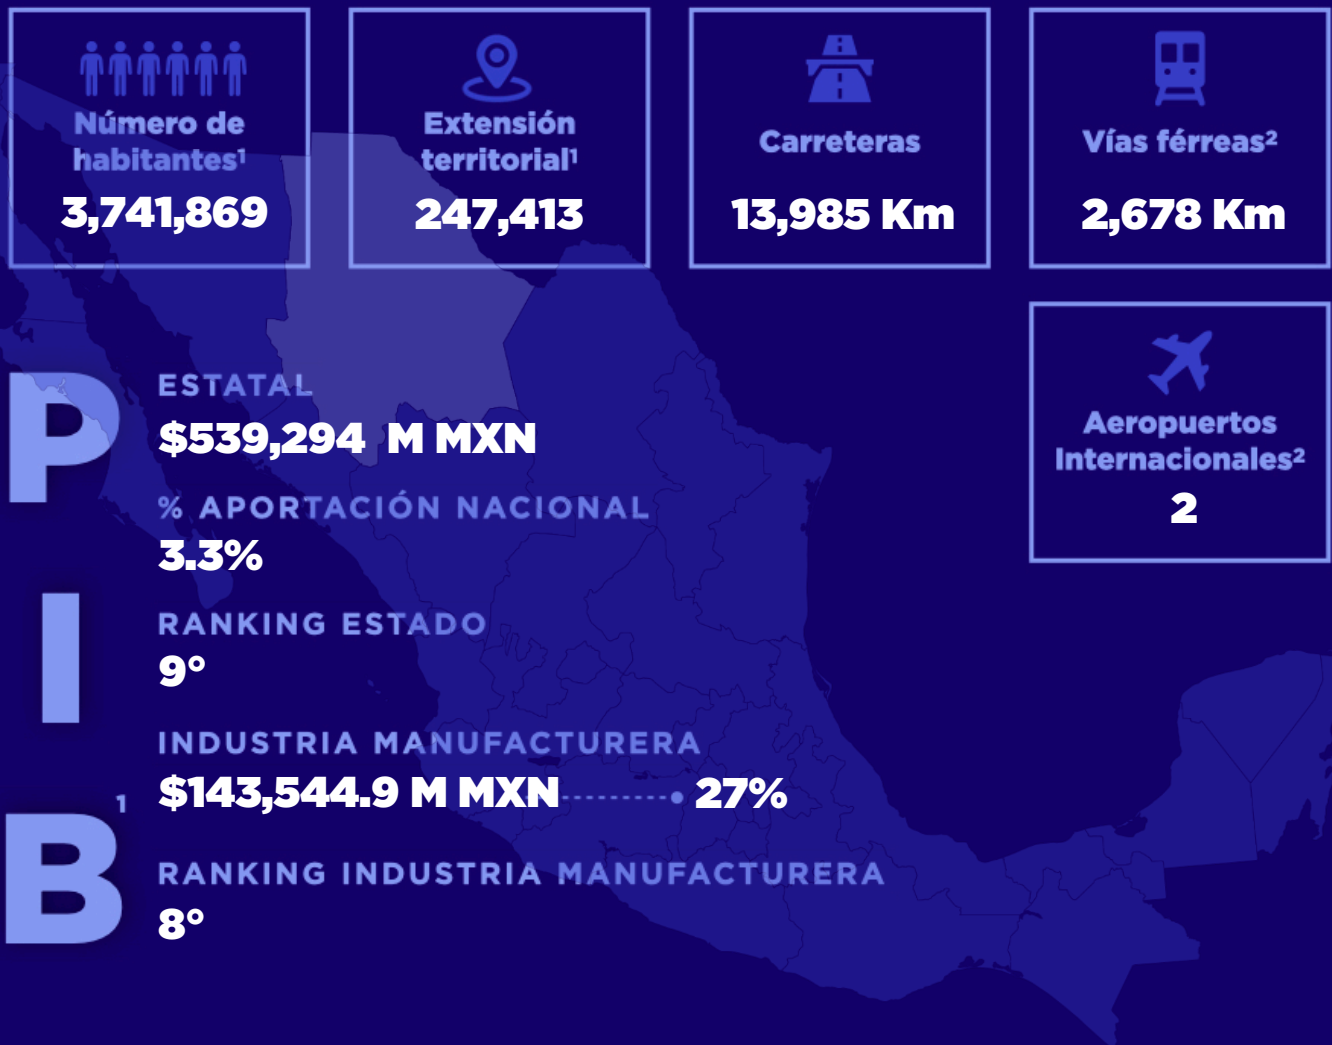 Número de
habitantes¹
3,741,869
Extensión
territorial¹
247,413
Carreteras
13,985 Km
Vías férreas²
2,678 Km
Aeropuertos
Internacionales²
2
P
I
B
1
ESTATAL
$539,294 M MXN
% APORTACIÓN NACIONAL
3.3%
RANKING ESTADO
9°
INDUSTRIA MANUFACTURERA
$143,544.9 M MXN 27%
RANKING INDUSTRIA MANUFACTURERA
8°